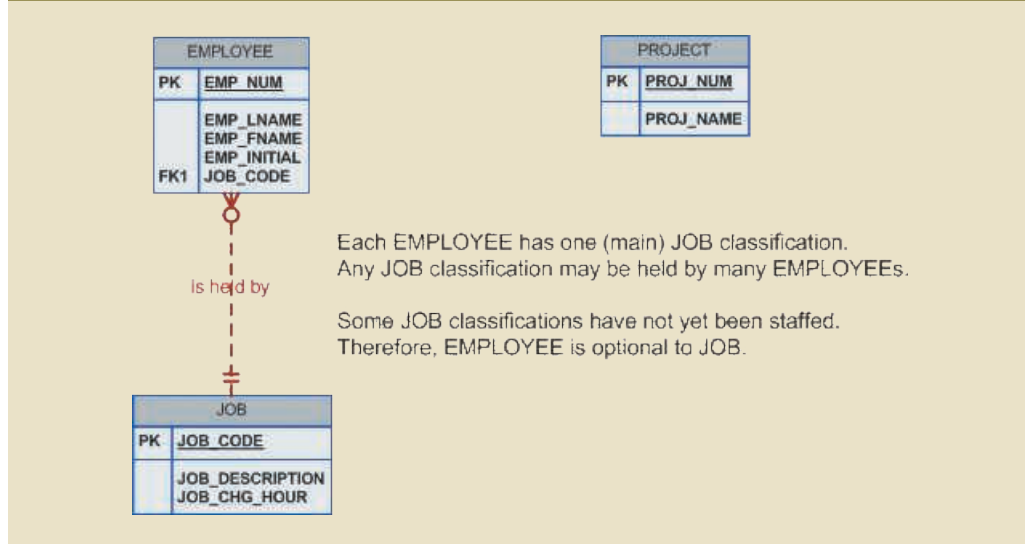 EMPLOYEE
PK EMP_NUM
EMP_LNAME
EMP_FNAME
EMP_INITIAL
FK1 JOB_CODE
PROJECT
PK PROJ_NUM
PROJ_NAME
Each EMPLOYEE has one (main) JOB classification.
Any JOB classification may be held by many EMPLOYEEs.
is held by
Some JOB classifications have not yet been staffed.
Therefore, EMPLOYEE is optional to JOB.
JOB
PK JOB_CODE
JOB_DESCRIPTION
JOB_CHG_HOUR